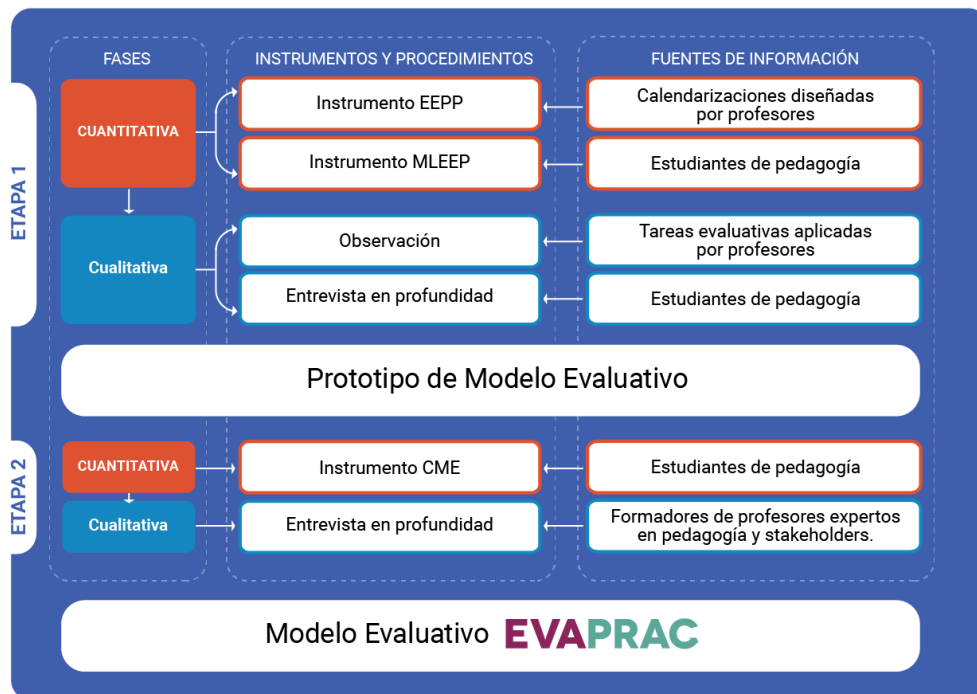 FASES
INSTRUMENTOS Y PROCEDIMIENTOS
FUENTES DE INFORMACIÓN
ETAPA 1
CUANTITATIVA
Instrumento EEPP
Calendarizaciones diseñadas
por profesores
Instrumento MLEEP
Estudiantes de pedagogía
Cualitativa
Observación
Tareas evaluativas aplicadas
por profesores
Entrevista en profundidad
Estudiantes de pedagogía
Prototipo de Modelo Evaluativo
ETAPA 2
CUANTITATIVA
Instrumento CME
Estudiantes de pedagogía
Cualitativa
Entrevista en profundidad
Formadores de profesores expertos
en pedagogía y stakeholders.
Modelo Evaluativo EVAPRAC